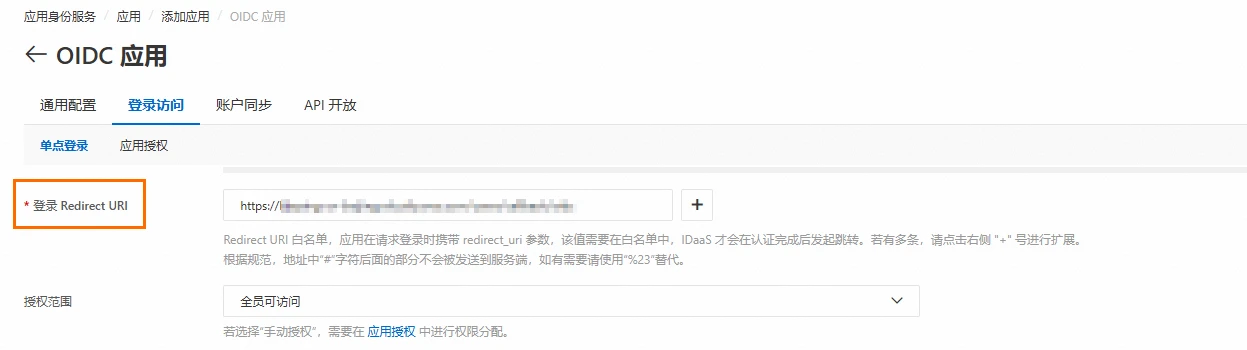 应用身份服务 / 应用 / 添加应用 / OIDC 应用
← OIDC 应用
通用配置 登录访问 账户同步 API 开放
单点登录 应用授权
* 登录 Redirect URI
https://
+
Redirect URI 白名单，应用在请求登录时携带 redirect_uri 参数，该值需要在白名单中，IDaaS 才会在认证完成后发起跳转。若有多条，请点击右侧 "+" 号进行扩展。
根据规范，地址中“#”字符后面的部分不会被发送到服务端，如有需要请使用“%23”替代。
授权范围
全员可访问
若选择“手动授权”，需要在 应用授权 中进行权限分配。